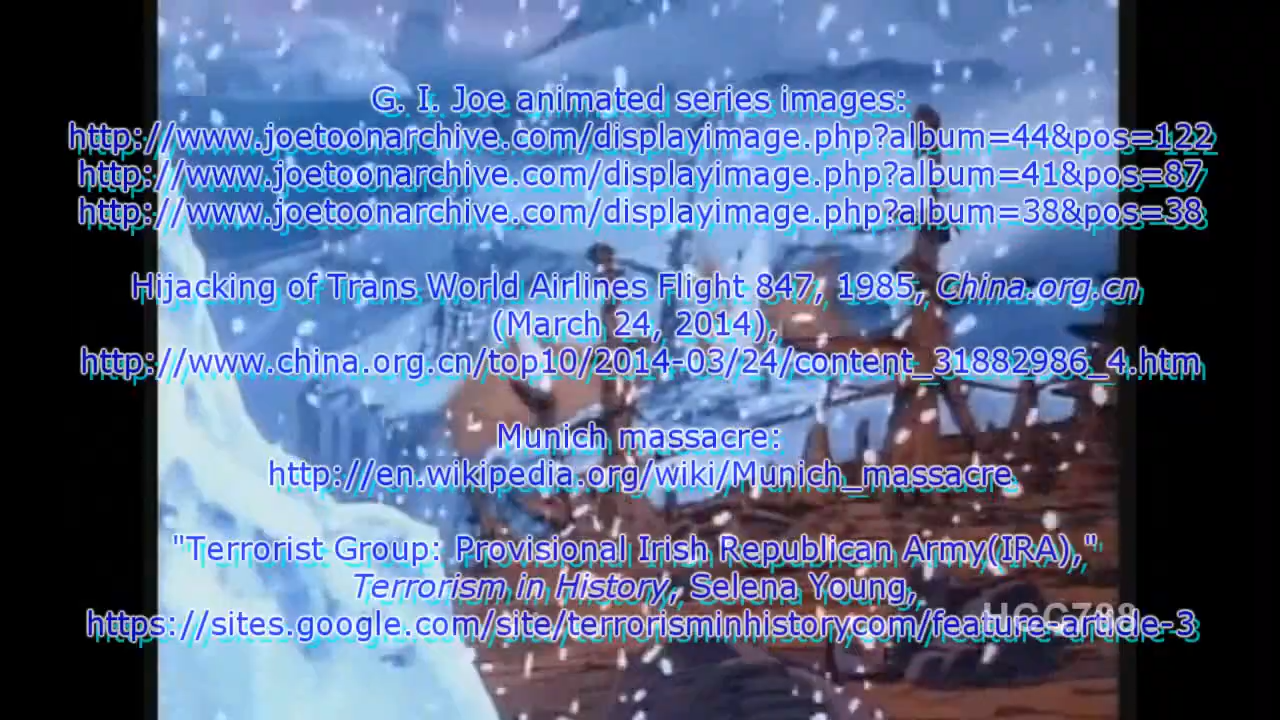 G. I. Joe animated series images:
http://www.joetoonarchive.com/displayimage.php?album=44&pos=122
http://www.joetoonarchive.com/displayimage.php?album=41&pos=87
http://www.joetoonarchive.com/displayimage.php?album=38&pos=38
Hijacking of Trans World Airlines Flight 847, 1985, China.org.cn
(March 24, 2014),
http://www.china.org.cn/top10/2014-03/24/content_31882986_4.htm
Munich massacre:
http://en.wikipedia.org/wiki/Munich_massacre
"Terrorist Group: Provisional Irish Republican Army(IRA),"
Terrorism in History, Selena Young,
https://sites.google.com/site/terrorisminhistorycom/feature-article-3
HCC788